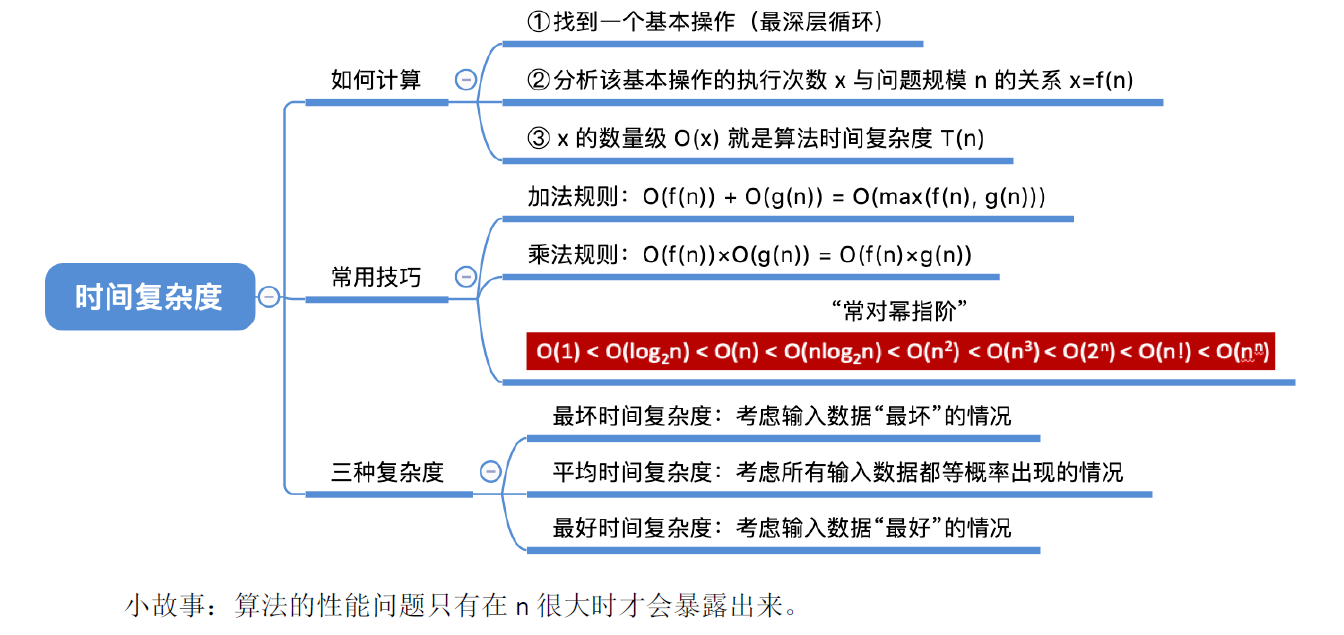 时间复杂度
如何计算
①找到一个基本操作（最深层循环）
②分析该基本操作的执行次数 x 与问题规模 n 的关系 x=f(n)
③ x 的数量级 O(x) 就是算法时间复杂度 T(n)
常用技巧
加法规则：O(f(n)) + O(g(n)) = O(max(f(n), g(n)))
乘法规则：O(f(n))×O(g(n)) = O(f(n)×g(n))
“常对幂指阶”
O(1) < O(log₂n) < O(n) < O(nlog₂n) < O(n²) < O(n³) < O(2ⁿ) < O(n!) < O(nⁿ)
三种复杂度
最坏时间复杂度：考虑输入数据“最坏”的情况
平均时间复杂度：考虑所有输入数据都等概率出现的情况
最好时间复杂度：考虑输入数据“最好”的情况
小故事：算法的性能问题只有在 n 很大时才会暴露出来。